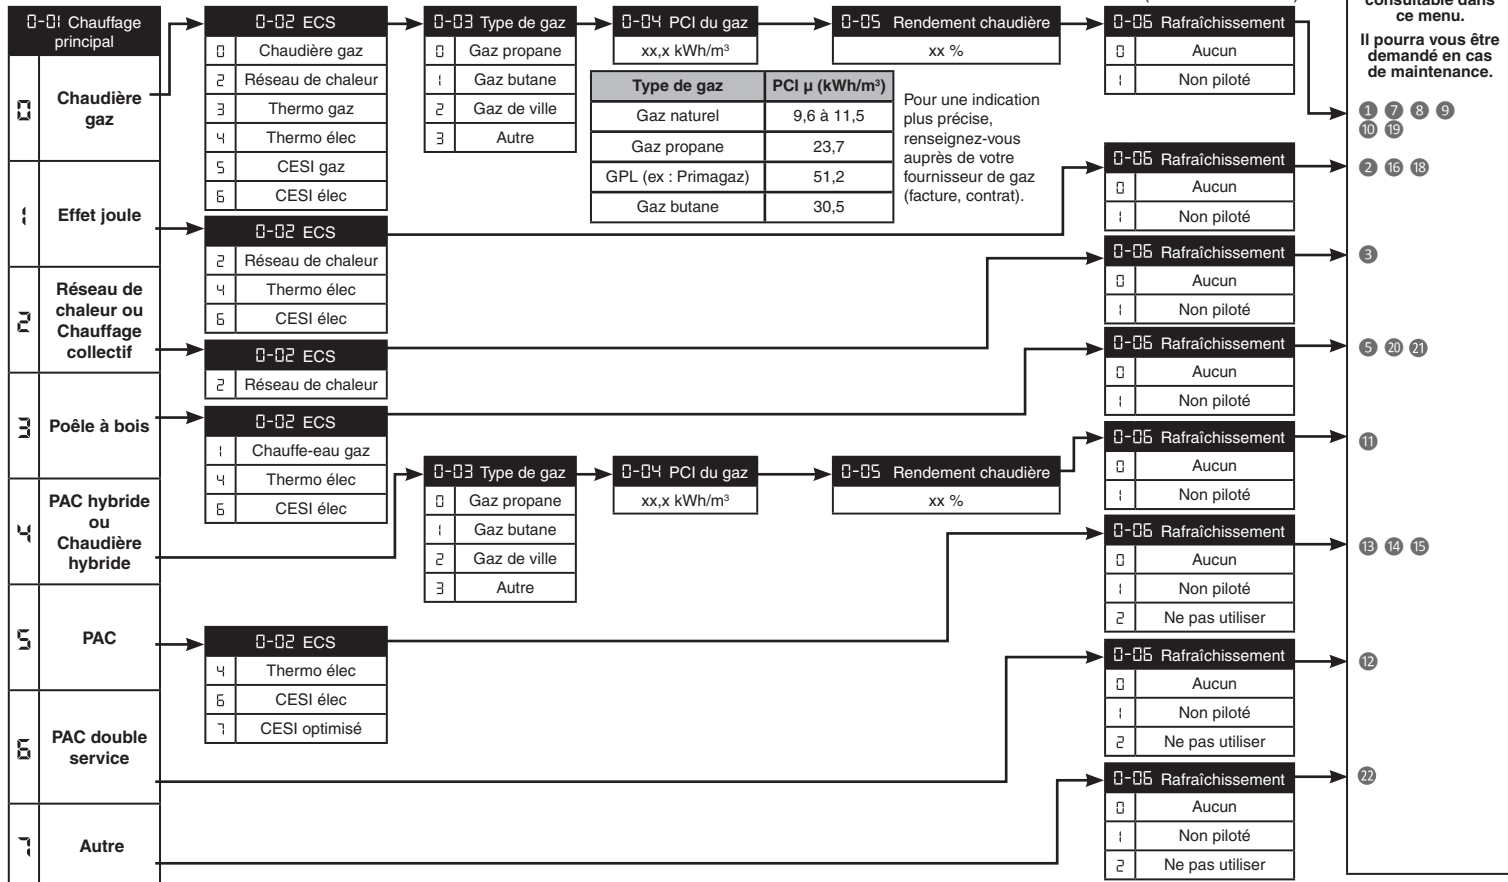 0-01 Chauffage
principal
0 Chaudière
gaz
1 Effet joule
2 Réseau de
chaleur ou
Chauffage
collectif
3 Poêle à bois
4 PAC hybride
ou
Chaudière
hybride
5 PAC
6 PAC double
service
7 Autre
0-02 ECS
0 Chaudière gaz
2 Réseau de chaleur
3 Thermo gaz
4 Thermo élec
5 CESI gaz
6 CESI élec
0-03 Type de gaz
0 Gaz propane
1 Gaz butane
2 Gaz de ville
3 Autre
0-04 PCI du gaz
xx,x kWh/m³
0-05 Rendement chaudière
xx %
Type de gaz PCI µ (kWh/m³)
Gaz naturel 9,6 à 11,5
Gaz propane 23,7
GPL (ex : Primagaz) 51,2
Gaz butane 30,5
Pour une indication
plus précise,
renseignez-vous
auprès de votre
fournisseur de gaz
(facture, contrat).
0-06 Rafraîchissement
0 Aucun
1 Non piloté
consultable dans
ce menu.
Il pourra vous être
demandé en cas
de maintenance.
1 7 8 9
10 19
0-02 ECS
2 Réseau de chaleur
4 Thermo élec
6 CESI élec
0-06 Rafraîchissement
0 Aucun
1 Non piloté
2 16 18
0-02 ECS
2 Réseau de chaleur
0-06 Rafraîchissement
0 Aucun
1 Non piloté
3
0-02 ECS
1 Chauffe-eau gaz
4 Thermo élec
6 CESI élec
0-06 Rafraîchissement
0 Aucun
1 Non piloté
5 20 21
0-03 Type de gaz
0 Gaz propane
1 Gaz butane
2 Gaz de ville
3 Autre
0-04 PCI du gaz
xx,x kWh/m³
0-05 Rendement chaudière
xx %
0-06 Rafraîchissement
0 Aucun
1 Non piloté
11
0-02 ECS
4 Thermo élec
6 CESI élec
7 CESI optimisé
0-06 Rafraîchissement
0 Aucun
1 Non piloté
2 Ne pas utiliser
13 14 15
0-06 Rafraîchissement
0 Aucun
1 Non piloté
2 Ne pas utiliser
12
0-06 Rafraîchissement
0 Aucun
1 Non piloté
2 Ne pas utiliser
22